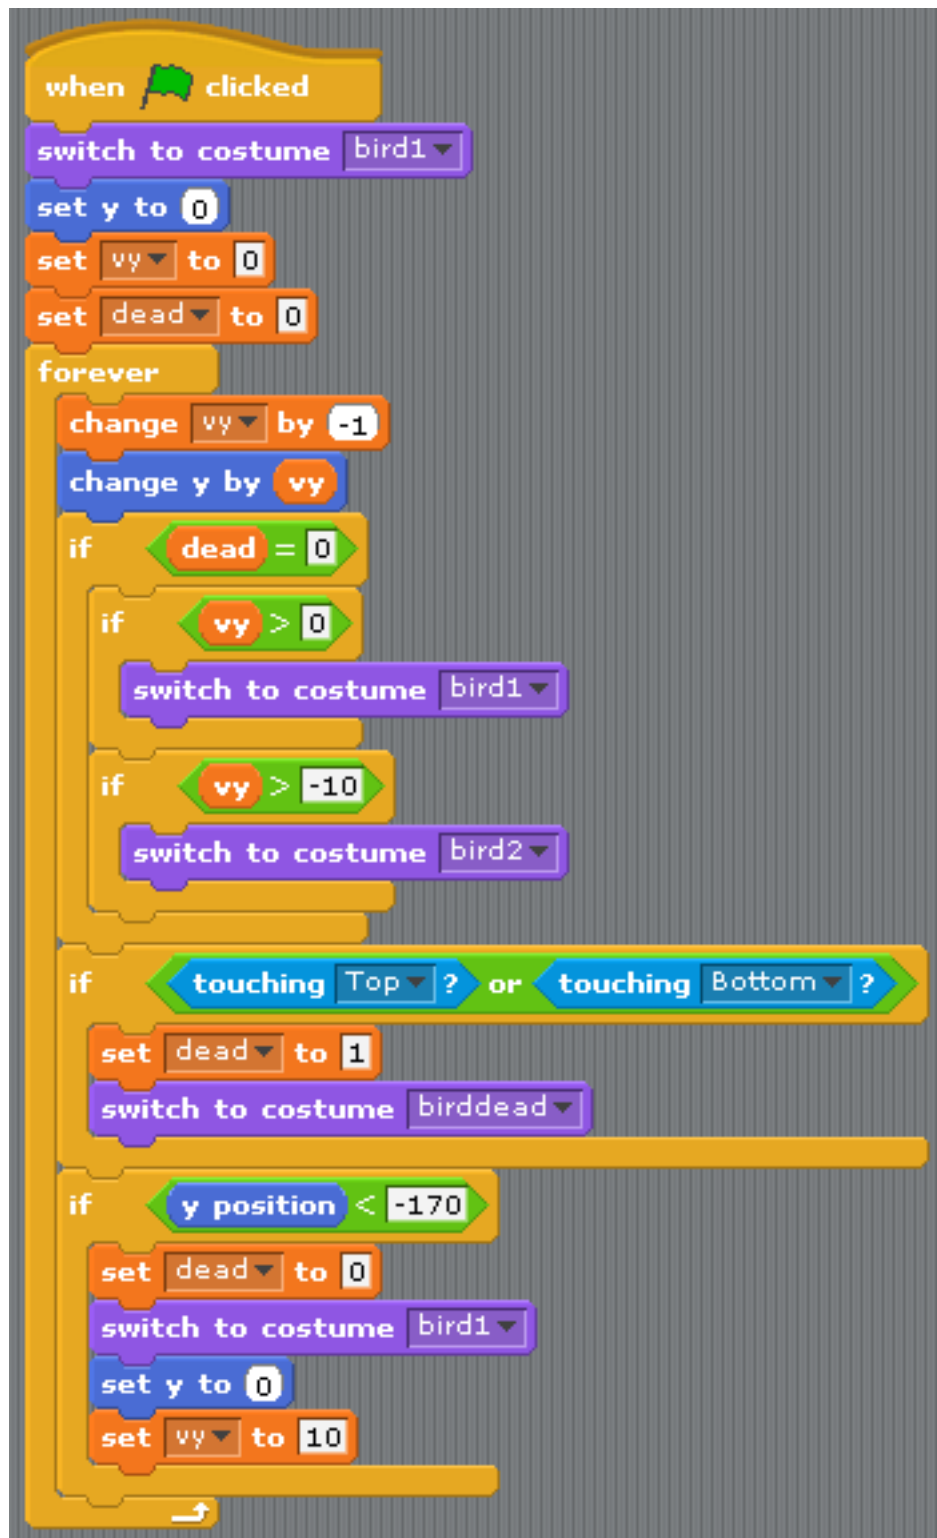 when clicked
switch to costume bird1
set y to 0
set vy to 0
set dead to 0
forever
change vy by -1
change y by vy
if dead = 0
if vy > 0
switch to costume bird1
if vy > -10
switch to costume bird2
if touching Top ? or touching Bottom ?
set dead to 1
switch to costume birddead
if y position < -170
set dead to 0
switch to costume bird1
set y to 0
set vy to 10